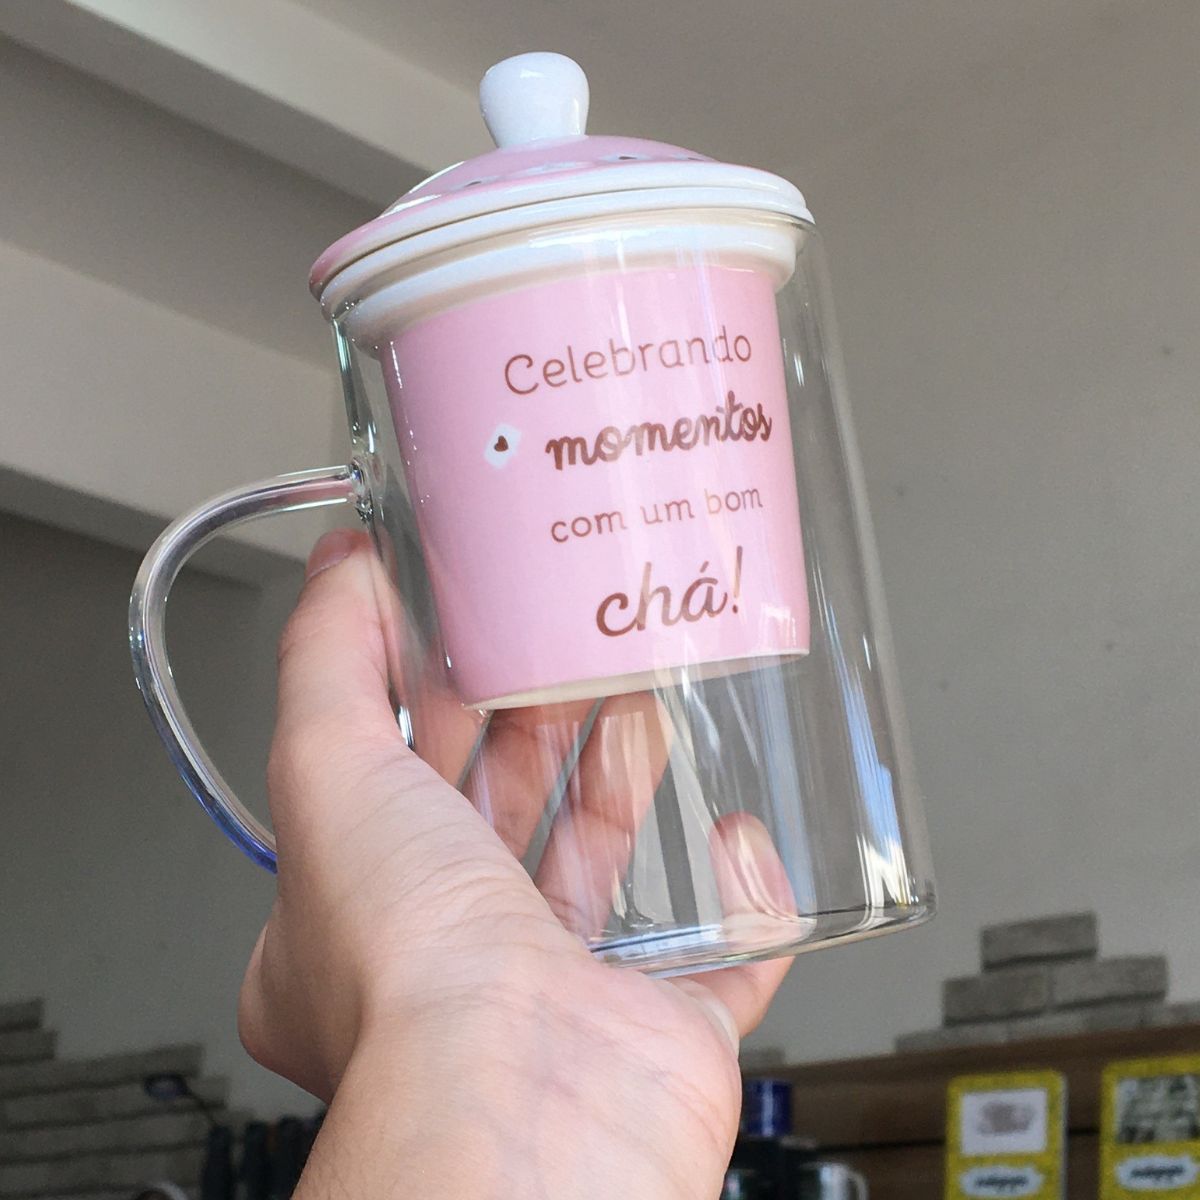 Celebrando
momentos
com um bom
chá!